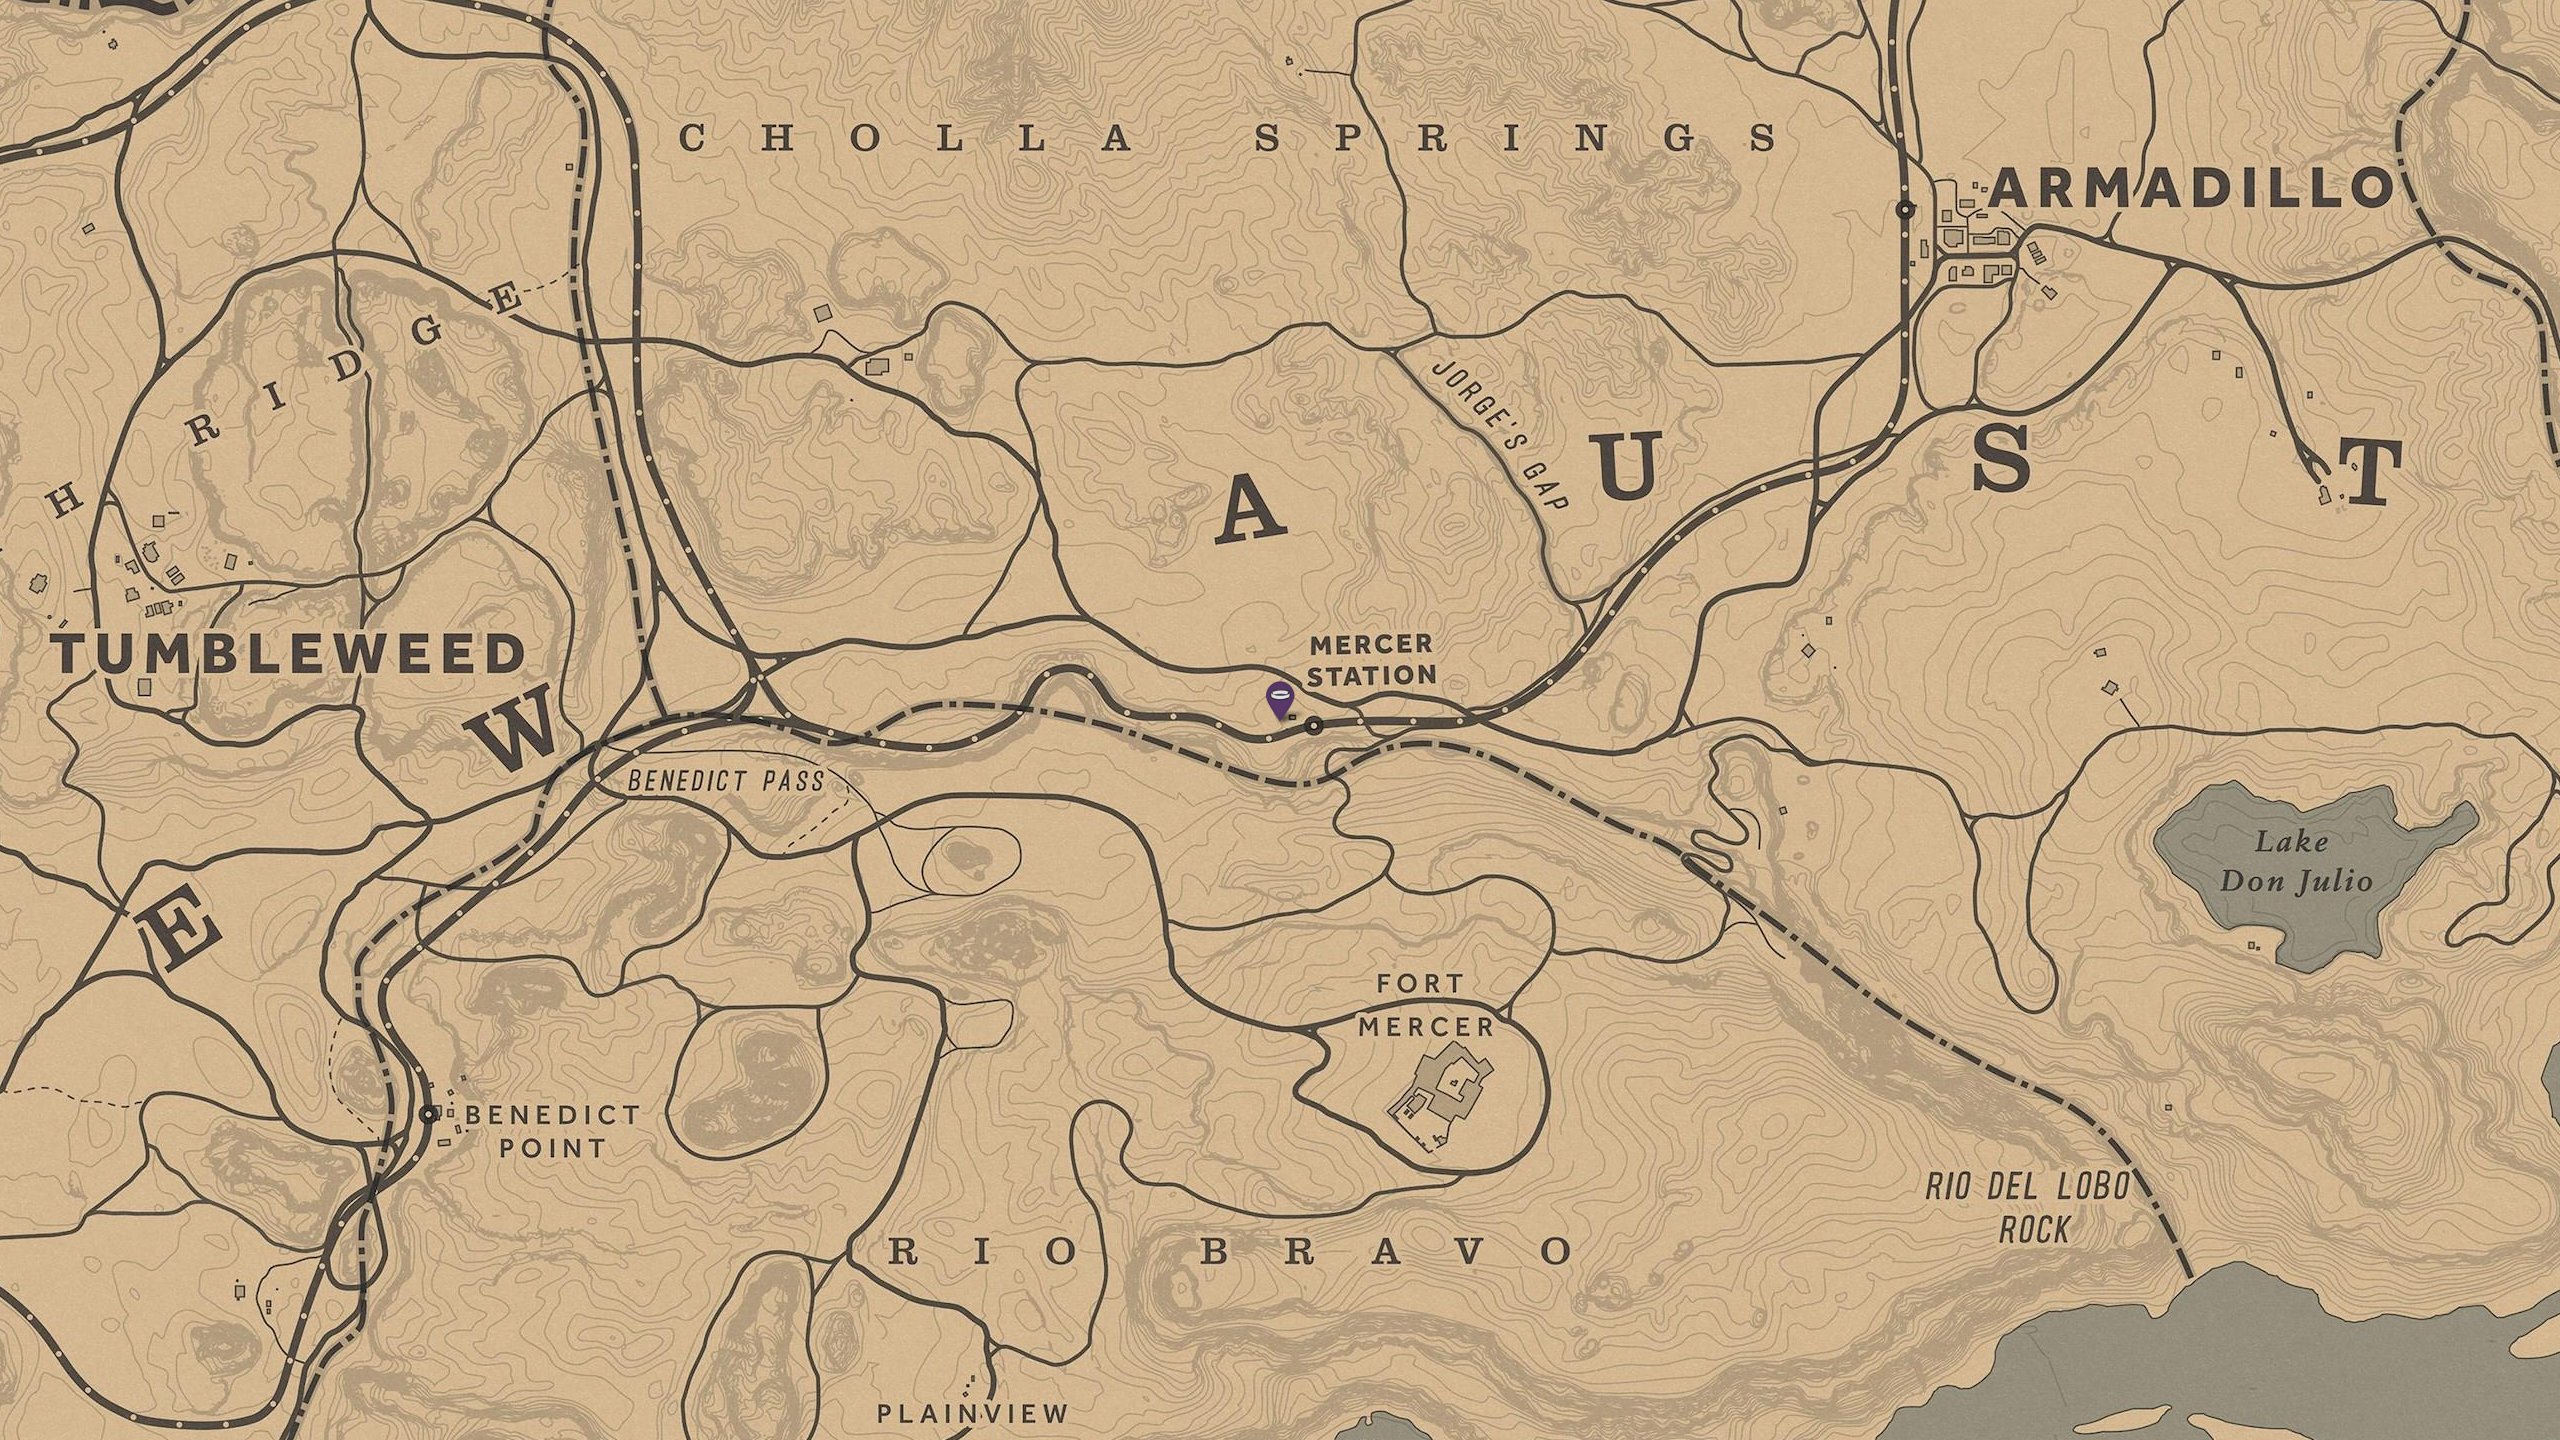 CHOLLA SPRINGS
ARMADILLO
H RIDGE
JORGE'S GAP
W E
A U S T
TUMBLEWEED
MERCER
STATION
BENEDICT PASS
Lake
Don Julio
FORT
MERCER
BENEDICT
POINT
RIO DEL LOBO
ROCK
RIO BRAVO
PLAINVIEW